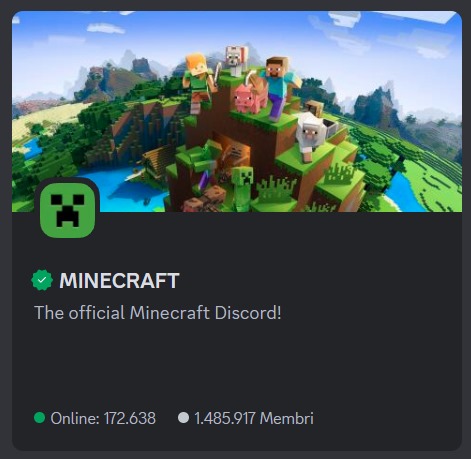 MINECRAFT
The official Minecraft Discord!
Online: 172.638 1.485.917 Membri